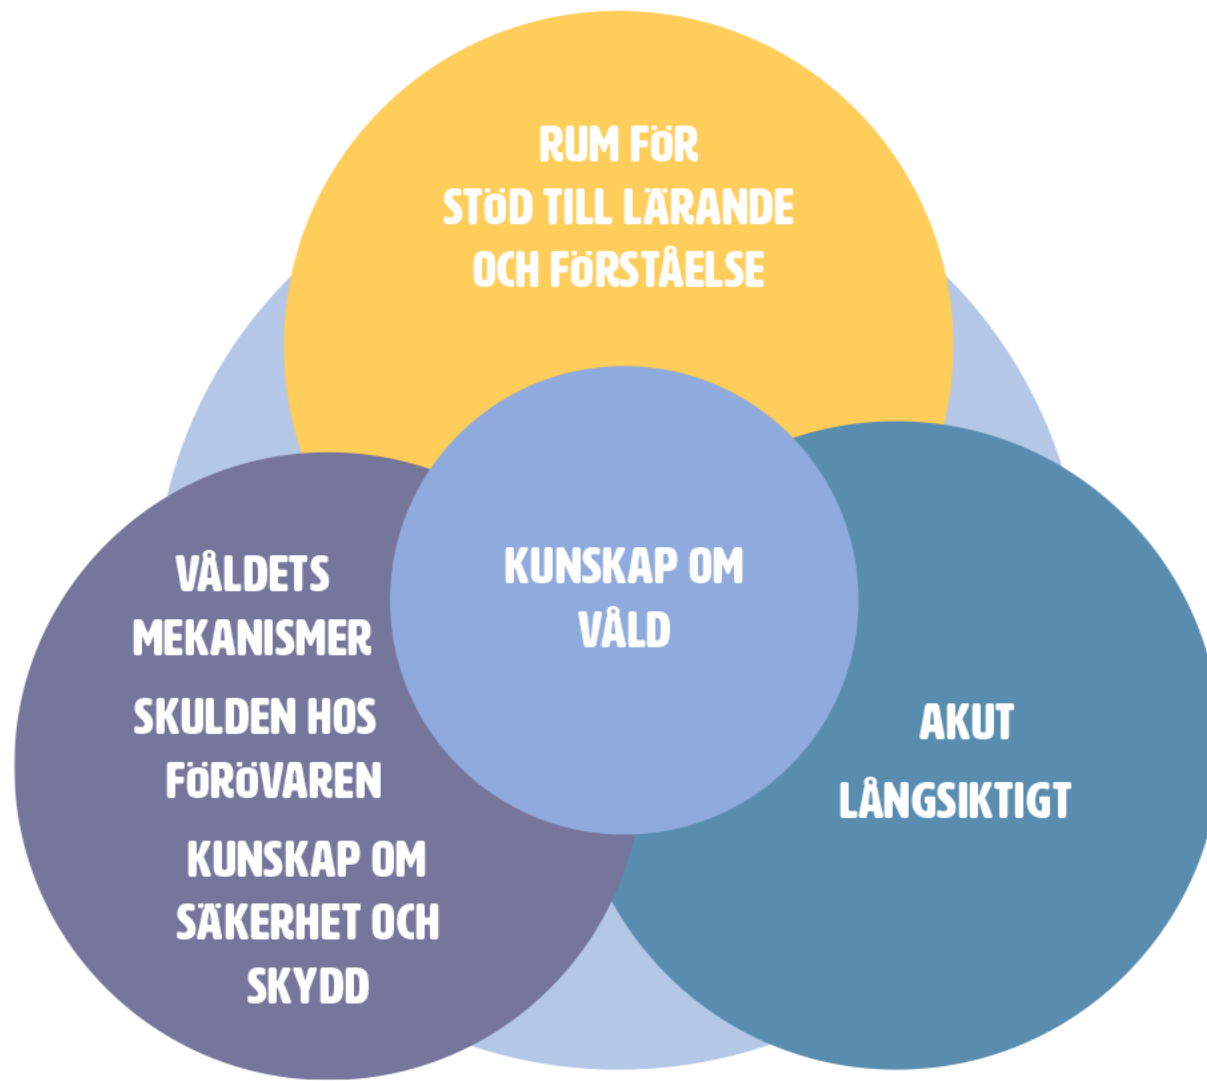 RUM FÖR
STÖD TILL LÄRANDE
OCH FÖRSTÅELSE
KUNSKAP OM
VÅLD
VÅLDETS
MEKANISMER
SKULDEN HOS
FÖRÖVAREN
KUNSKAP OM
SÄKERHET OCH
SKYDD
AKUT
LÅNGSIKTIGT